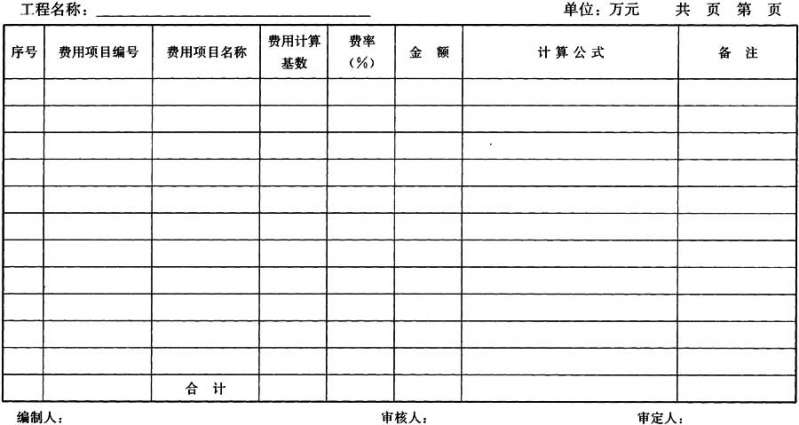 工程名称： 单位：万元 共 页 第 页
序号 费用项目编号 费用项目名称 费用计算基数 费率（%） 金 额 计 算 公 式 备 注
合 计
编制人： 审核人： 审定人：